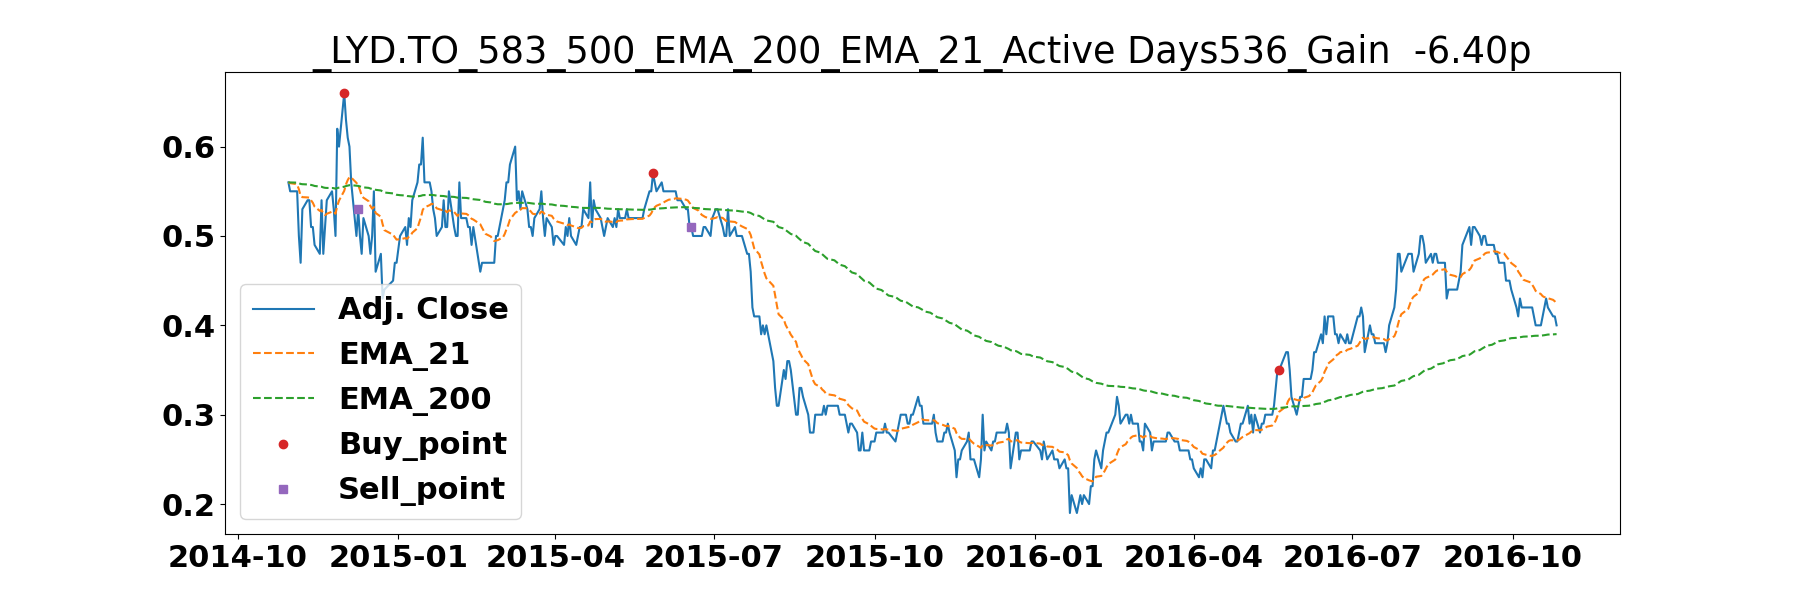 _LYD.TO_583_500_EMA_200_EMA_21_Active Days536_Gain  -6.40p
0.6
0.5
0.4
0.3
0.2
Adj. Close
EMA_21
EMA_200
Buy_point
Sell_point
2014-10 2015-01 2015-04 2015-07 2015-10 2016-01 2016-04 2016-07 2016-10